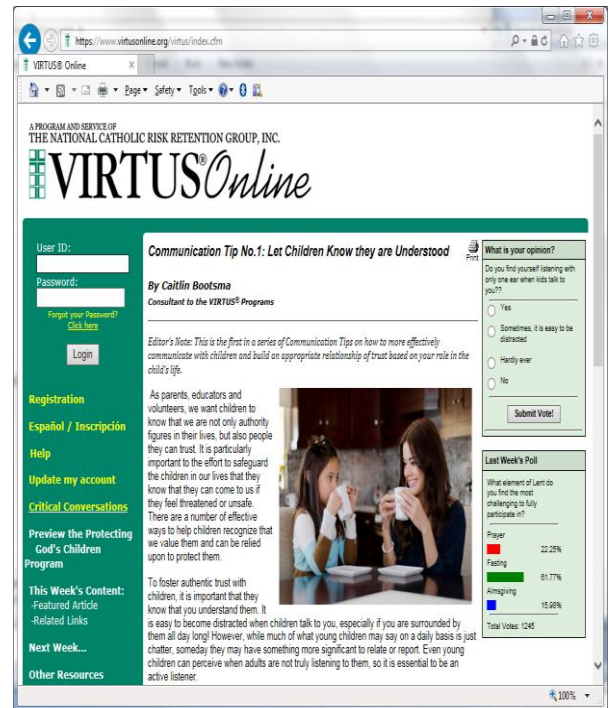 https://www.virtusonline.org/virtus/index.cfm
VIRTUS® Online
Page Safety Tools
A PROGRAM AND SERVICE OF
THE NATIONAL CATHOLIC RISK RETENTION GROUP, INC.
VIRTUS® Online
User ID:
Password:
Forgot your Password?
Click here
Login
Registration
Español / Inscripción
Help
Update my account
Critical Conversations
Preview the Protecting
God's Children
Program
This Week's Content:
-Featured Article
-Related Links
Next Week...
Other Resources
Communication Tip No.1: Let Children Know they are Understood
Print
By Caitlin Bootsma
Consultant to the VIRTUS® Programs
Editor's Note: This is the first in a series of Communication Tips on how to more effectively
communicate with children and build an appropriate relationship of trust based on your role in the
child's life.
As parents, educators and
volunteers, we want children to
know that we are not only authority
figures in their lives, but also people
they can trust. It is particularly
important to the effort to safeguard
the children in our lives that they
know that they can come to us if
they feel threatened or unsafe.
There are a number of effective
ways to help children recognize that
we value them and can be relied
upon to protect them.
To foster authentic trust with
children, it is important that they
know that you understand them. It
is easy to become distracted when children talk to you, especially if you are surrounded by
them all day long! However, while much of what young children may say on a daily basis is just
chatter, someday they may have something more significant to relate or report. Even young
children can perceive when adults are not truly listening to them, so it is essential to be an
active listener.
What is your opinion?
Do you find yourself listening with
only one ear when kids talk to
you??
Yes
Sometimes, it is easy to be
distracted
Hardly ever
No
Submit Vote!
Last Week's Poll
What element of Lent do
you find the most
challenging to fully
participate in?
Prayer
22.25%
Fasting
61.77%
Almsgiving
15.98%
Total Votes: 1245
100%